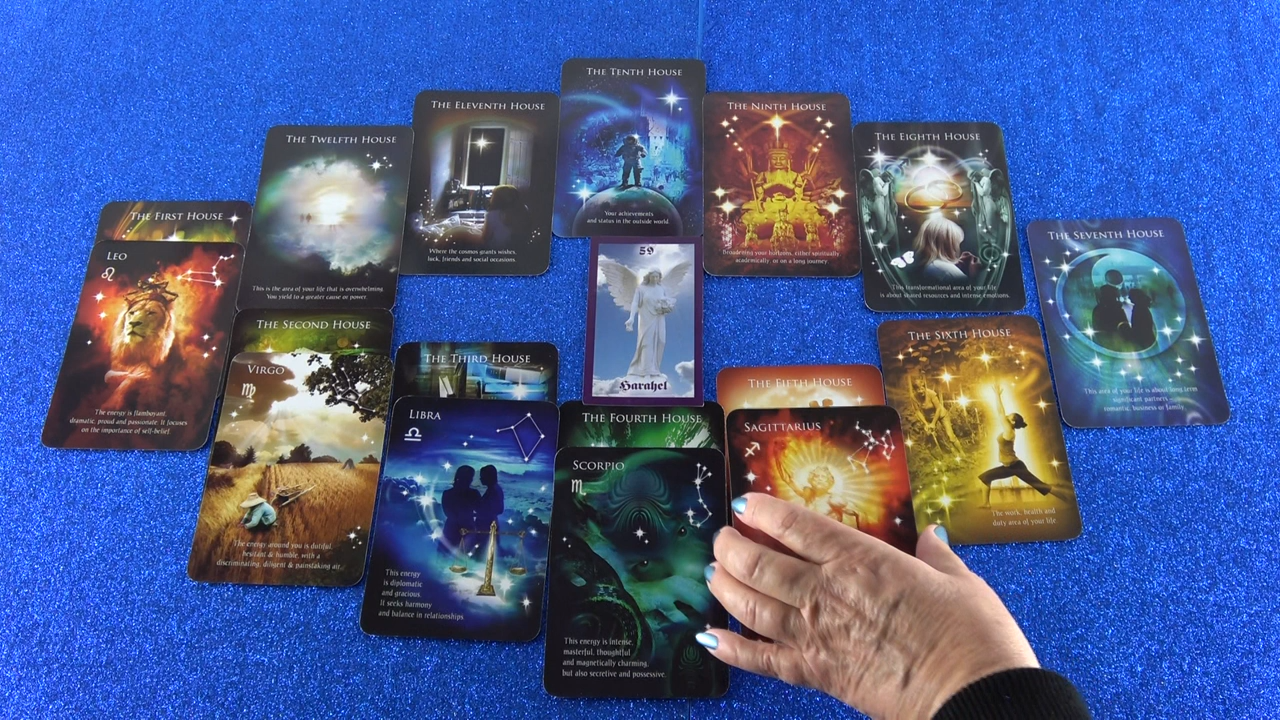 THE TENTH HOUSE
Your achievements
and status in the outside world.
THE ELEVENTH HOUSE
Where the cosmos grants wishes,
luck, friends and social occasions.
THE NINTH HOUSE
Broadening your horizons, either spiritually
academically, or on a long journey.
THE TWELFTH HOUSE
This is the area of your life that is overwhelming.
You yield to a greater cause or power.
THE EIGHTH HOUSE
This transformational area of your life
is about shared resources and intense emotions.
THE FIRST HOUSE
LEO
♌
The energy is flamboyant
dramatic, proud and passionate. It focuses
on the importance of self-belief.
THE SEVENTH HOUSE
This area of your life is about long term
significant partners –
romantic, business or family.
59
Harahel
THE SECOND HOUSE
VIRGO
♍
The energy around you is dutiful,
hesitant & humble, with a
discriminating, diligent & painstaking air.
THE THIRD HOUSE
LIBRA
♎
This energy
is diplomatic
and gracious.
It seeks harmony
and balance in relationships.
THE FOURTH HOUSE
SCORPIO
♏
This energy is intense,
masterful, thoughtful
and magnetically charming,
but also secretive and possessive.
THE FIFTH HOUSE
SAGITTARIUS
♐
THE SIXTH HOUSE
The work, health and
duty area of your life.